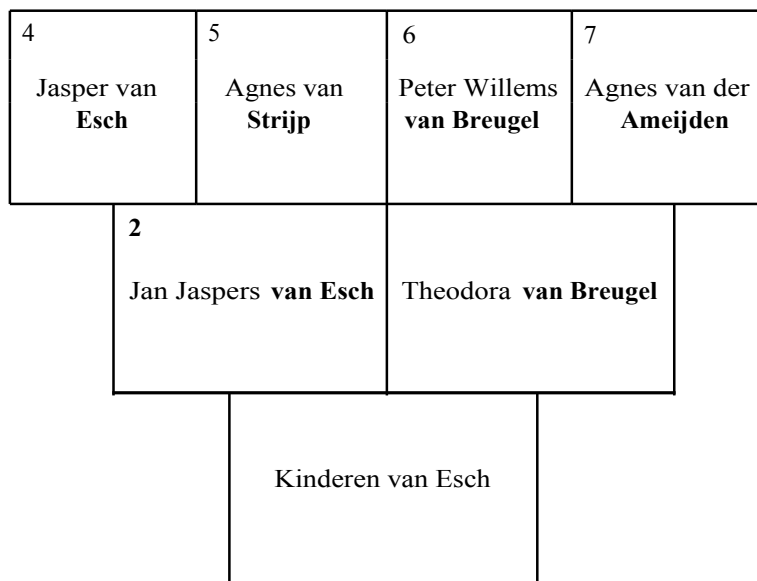 4
Jasper van
Esch
5
Agnes van
Strijp
6
Peter Willems
van Breugel
7
Agnes van der
Ameijden
2
Jan Jaspers van Esch
Theodora van Breugel
Kinderen van Esch